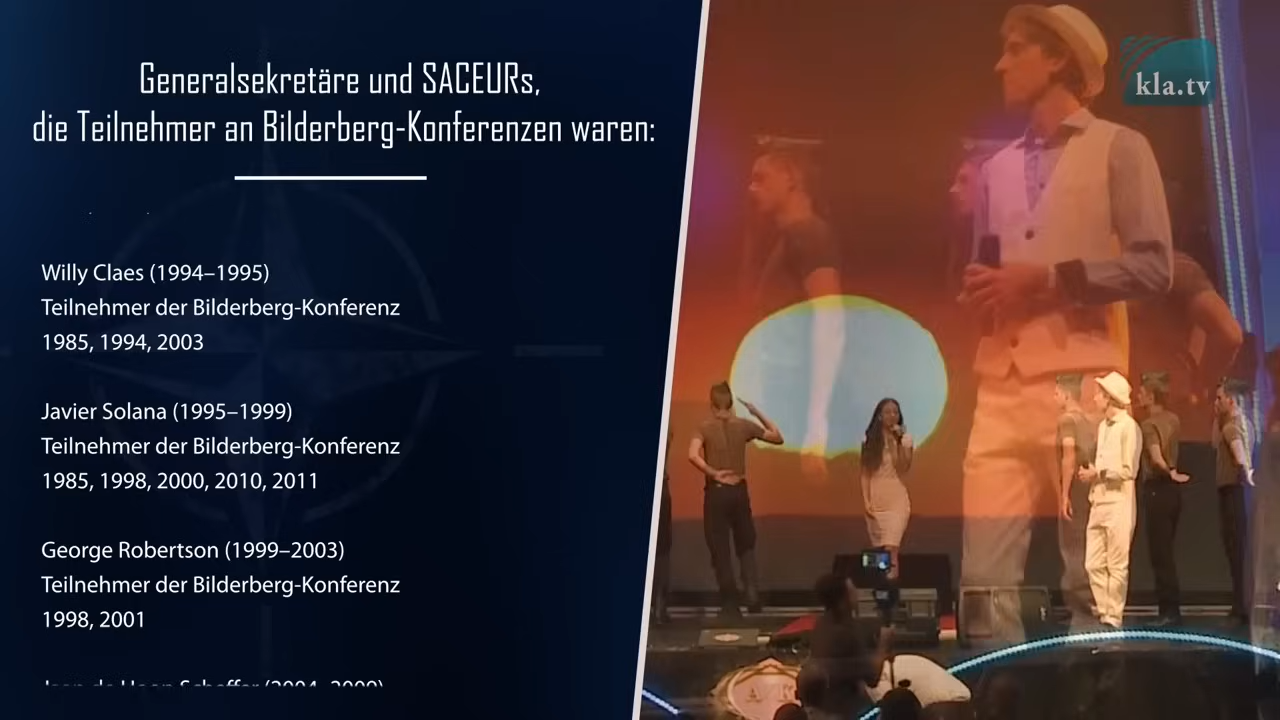 Generalsekretäre und SACEURs,
die Teilnehmer an Bilderberg-Konferenzen waren:
kla.tv
Willy Claes (1994–1995)
Teilnehmer der Bilderberg-Konferenz
1985, 1994, 2003
Javier Solana (1995–1999)
Teilnehmer der Bilderberg-Konferenz
1985, 1998, 2000, 2010, 2011
George Robertson (1999–2003)
Teilnehmer der Bilderberg-Konferenz
1998, 2001